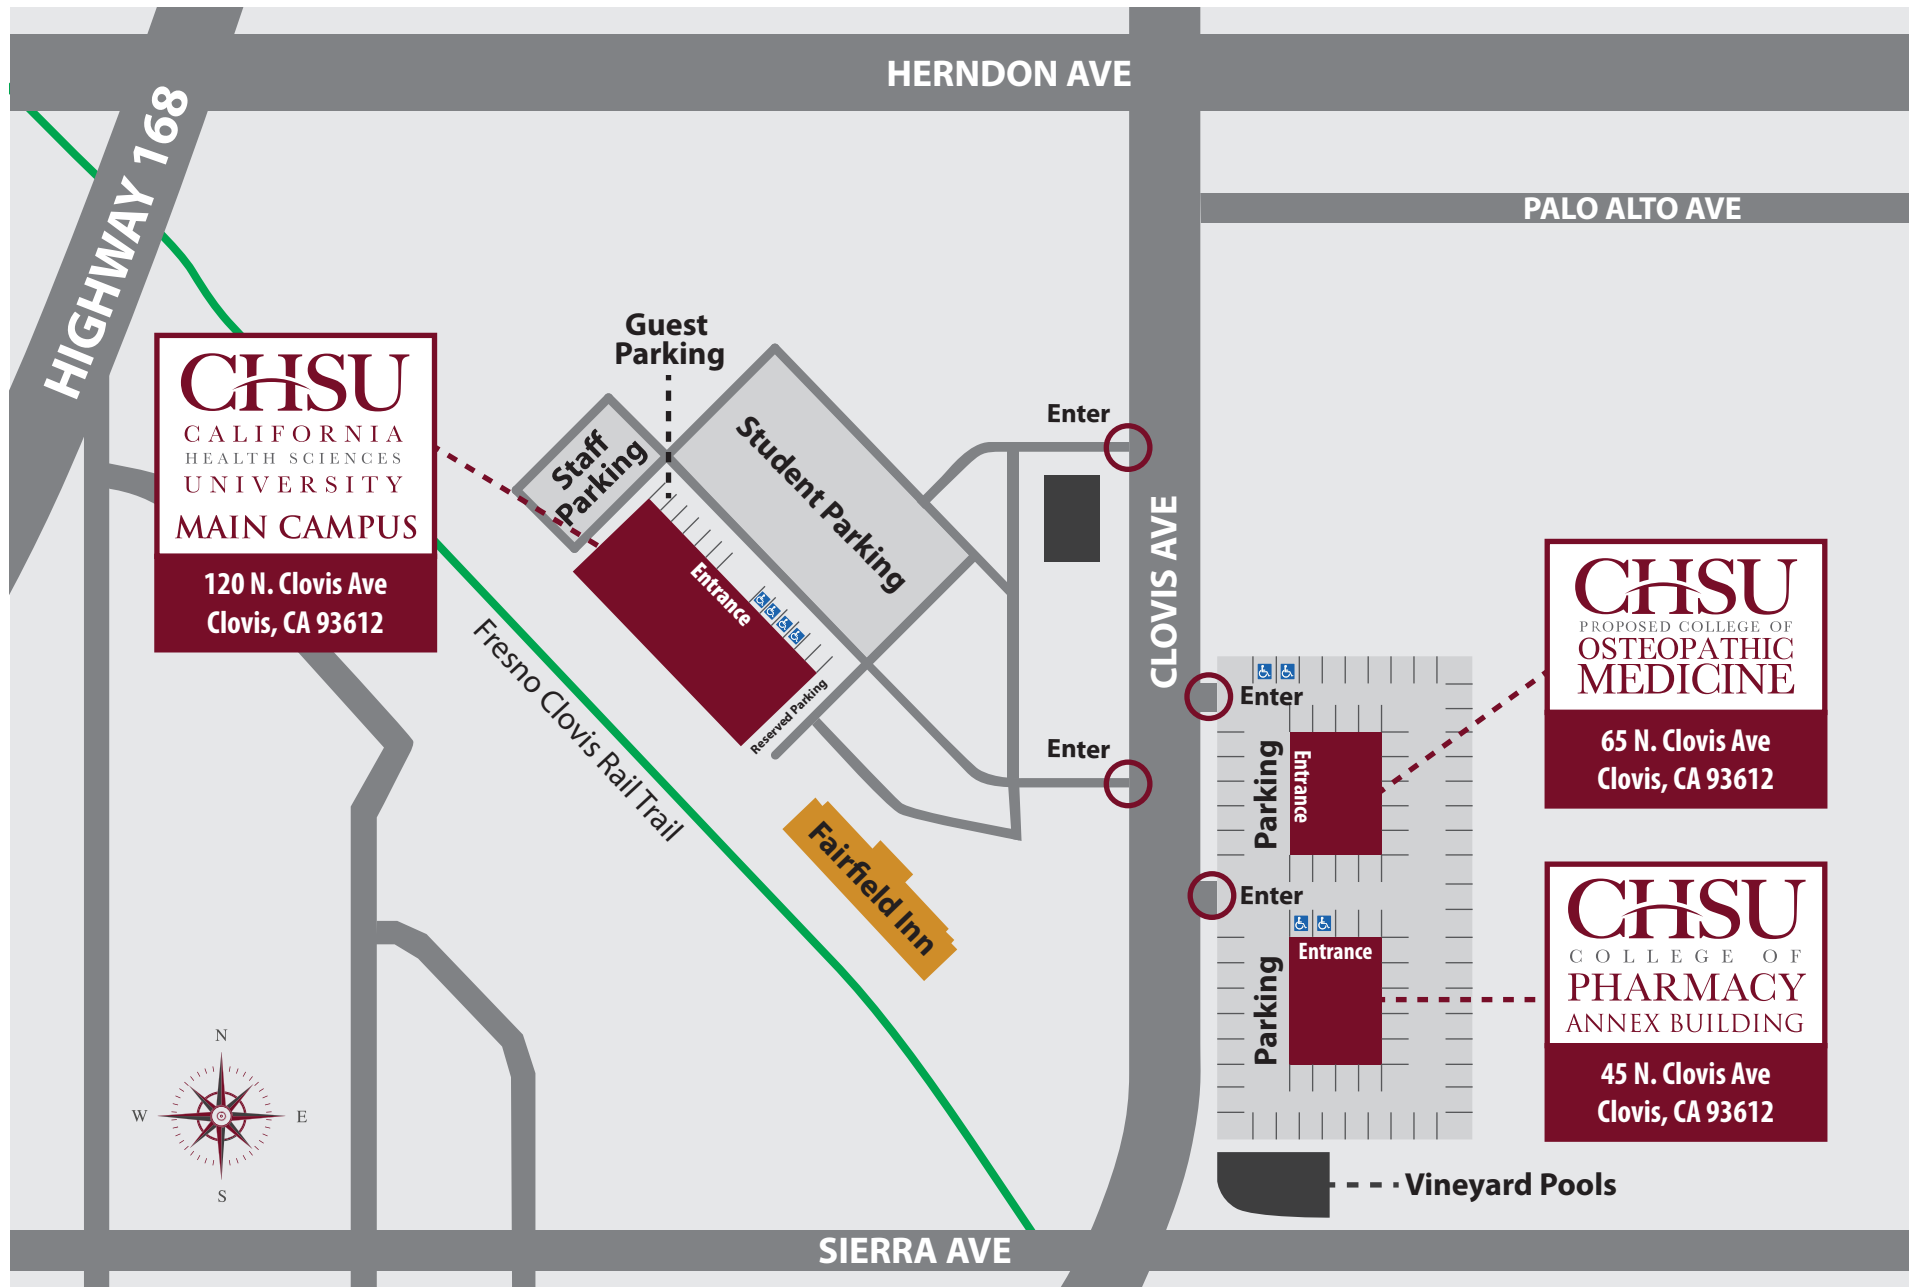 HERNDON AVE
HIGHWAY 168
PALO ALTO AVE
Guest
Parking
CHSU
CALIFORNIA
HEALTH SCIENCES
UNIVERSITY
MAIN CAMPUS
120 N. Clovis Ave
Clovis, CA 93612
Staff
Parking
Student Parking
Enter
CLOVIS AVE
Entrance
Reserved Parking
Fresno Clovis Rail Trail
Enter
Fairfield Inn
CHSU
PROPOSED COLLEGE OF
OSTEOPATHIC
MEDICINE
65 N. Clovis Ave
Clovis, CA 93612
Enter
Parking
Entrance
Enter
Entrance
Parking
CHSU
COLLEGE OF
PHARMACY
ANNEX BUILDING
45 N. Clovis Ave
Clovis, CA 93612
N
W
E
S
Vineyard Pools
SIERRA AVE